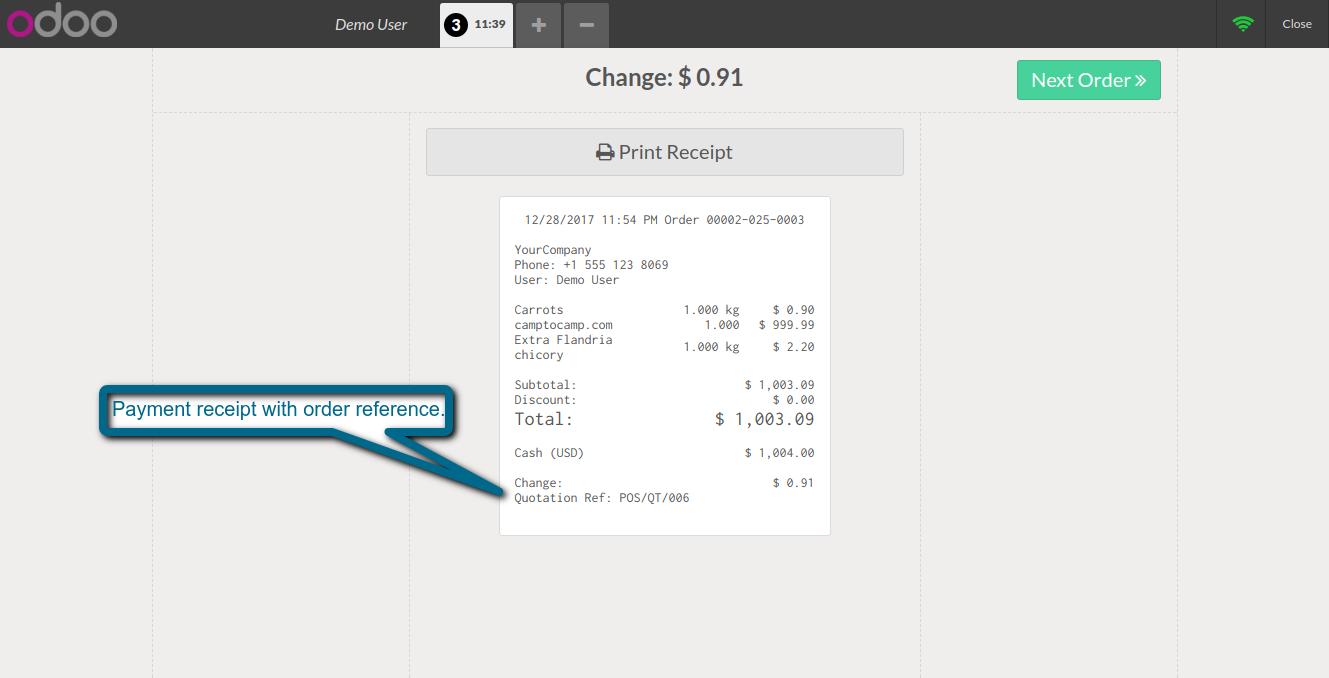 odoo
Demo User
3 11:39
+
−
Close
Change: $ 0.91
Next Order »
Print Receipt
12/28/2017 11:54 PM Order 00002-025-0003
YourCompany
Phone: +1 555 123 8069
User: Demo User
Carrots 1.000 kg $ 0.90
camptocamp.com 1.000 $ 999.99
Extra Flandria
chicory 1.000 kg $ 2.20
Subtotal: $ 1,003.09
Discount: $ 0.00
Total: $ 1,003.09
Cash (USD) $ 1,004.00
Change: $ 0.91
Quotation Ref: POS/QT/006
Payment receipt with order reference.